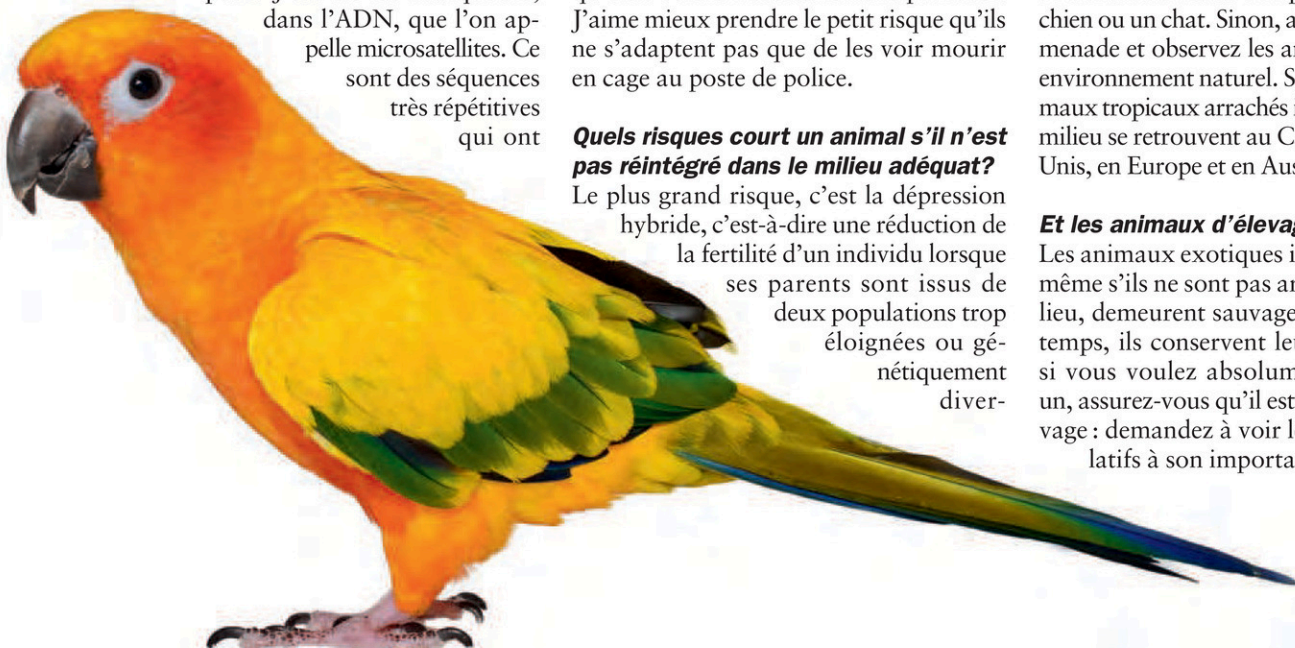 dans l'ADN, que l'on ap-
pelle microsatellites. Ce
sont des séquences
très répétitives
qui ont
J'aime mieux prendre le petit risque qu'ils
ne s'adaptent pas que de les voir mourir
en cage au poste de police.
Quels risques court un animal s'il n'est
pas réintégré dans le milieu adéquat?
Le plus grand risque, c'est la dépression
hybride, c'est-à-dire une réduction de
la fertilité d'un individu lorsque
ses parents sont issus de
deux populations trop
éloignées ou gé-
nétiquement
diver-
chien ou un chat. Sinon, a
menade et observez les a
environnement naturel. S
maux tropicaux arrachés
milieu se retrouvent au C
Unis, en Europe et en Aus
Et les animaux d'élevag
Les animaux exotiques i
même s'ils ne sont pas ar
lieu, demeurent sauvage
temps, ils conservent leu
si vous voulez absolum
un, assurez-vous qu'il est
vage : demandez à voir l
latifs à son importa